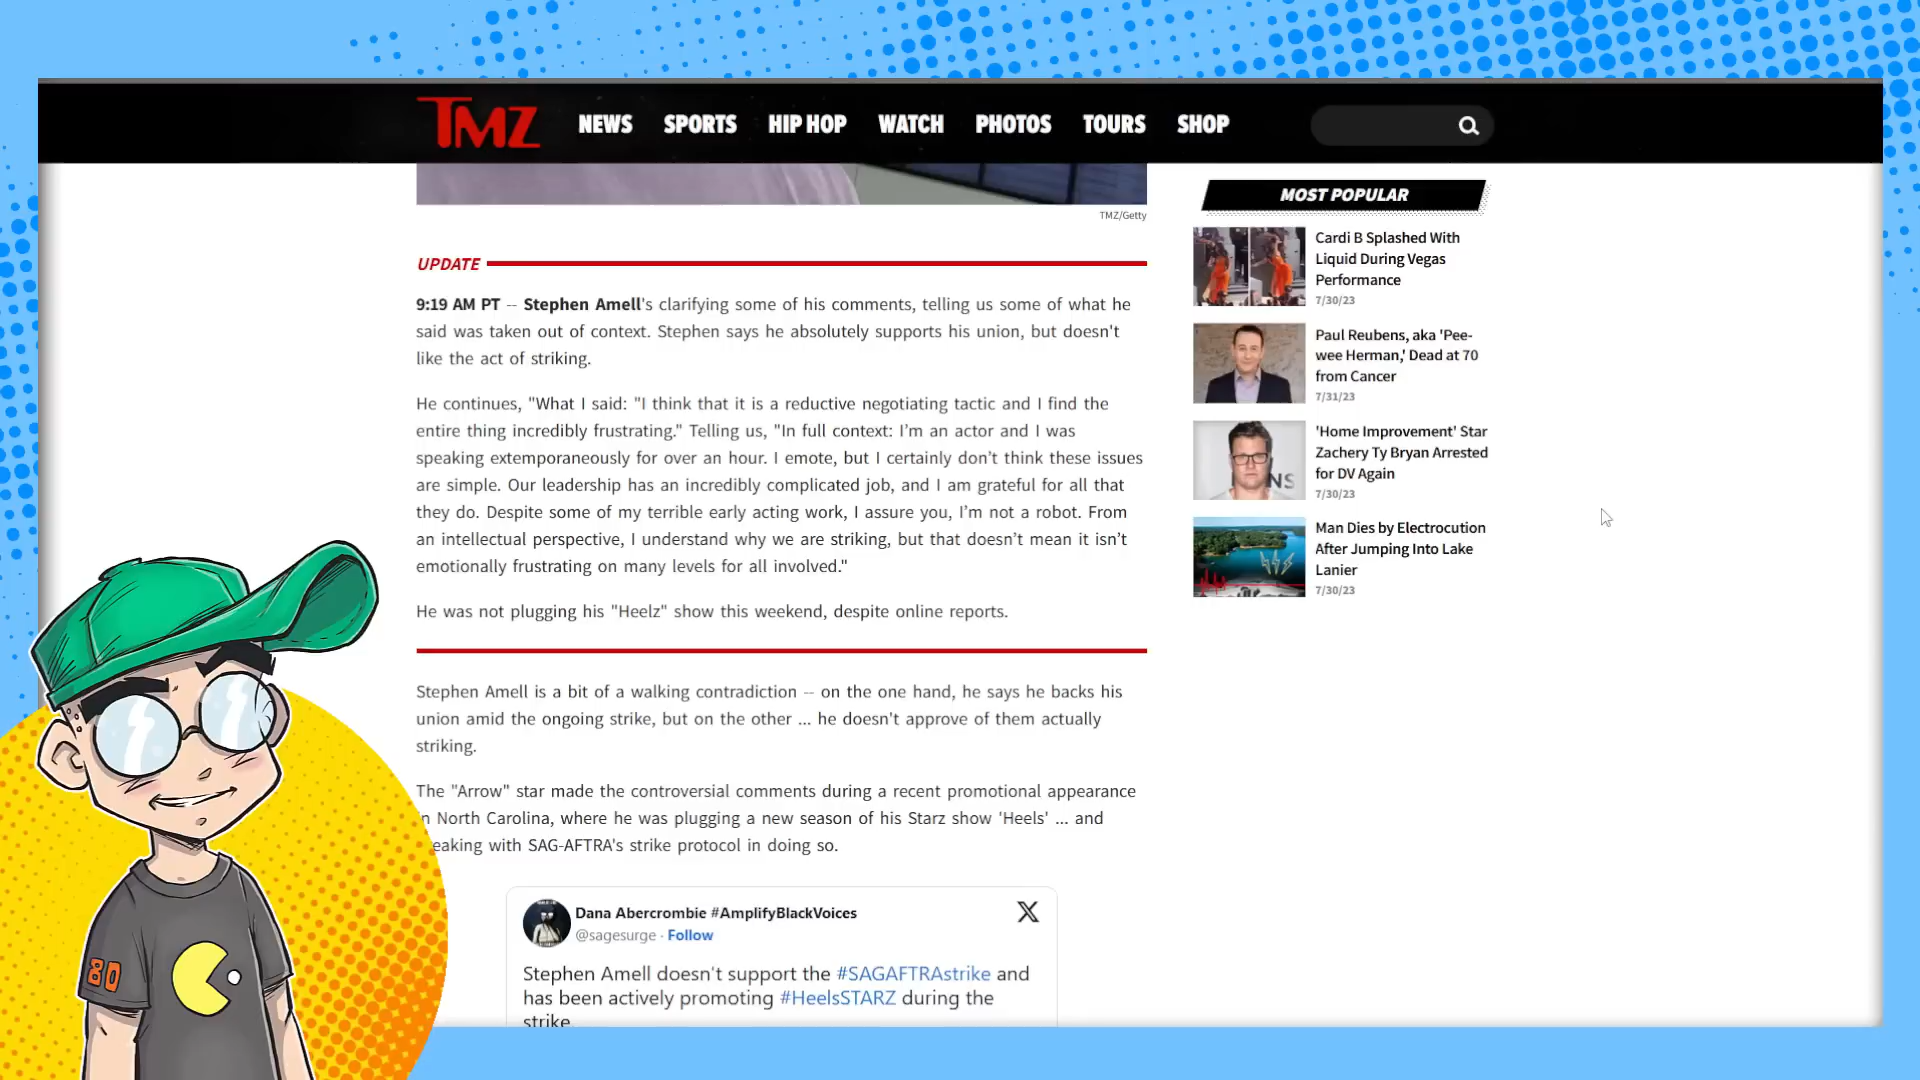 TMZ NEWS SPORTS HIP HOP WATCH PHOTOS TOURS SHOP
TMZ/Getty
UPDATE
9:19 AM PT -- Stephen Amell's clarifying some of his comments, telling us some of what he
said was taken out of context. Stephen says he absolutely supports his union, but doesn't
like the act of striking.
He continues, "What I said: "I think that it is a reductive negotiating tactic and I find the
entire thing incredibly frustrating." Telling us, "In full context: I'm an actor and I was
speaking extemporaneously for over an hour. I emote, but I certainly don't think these issues
are simple. Our leadership has an incredibly complicated job, and I am grateful for all that
they do. Despite some of my terrible early acting work, I assure you, I'm not a robot. From
an intellectual perspective, I understand why we are striking, but that doesn't mean it isn't
emotionally frustrating on many levels for all involved."
He was not plugging his "Heelz" show this weekend, despite online reports.
Stephen Amell is a bit of a walking contradiction -- on the one hand, he says he backs his
union amid the ongoing strike, but on the other ... he doesn't approve of them actually
striking.
The "Arrow" star made the controversial comments during a recent promotional appearance
n North Carolina, where he was plugging a new season of his Starz show 'Heels' ... and
eaking with SAG-AFTRA's strike protocol in doing so.
Dana Abercrombie #AmplifyBlackVoices
@sagesurge · Follow
Stephen Amell doesn't support the #SAGAFTRAstrike and
has been actively promoting #HeelsSTARZ during the
strike.
MOST POPULAR
Cardi B Splashed With
Liquid During Vegas
Performance
7/30/23
Paul Reubens, aka 'Pee-
wee Herman,' Dead at 70
from Cancer
7/31/23
'Home Improvement' Star
Zachery Ty Bryan Arrested
for DV Again
7/30/23
NS
Man Dies by Electrocution
After Jumping Into Lake
Lanier
7/30/23
80